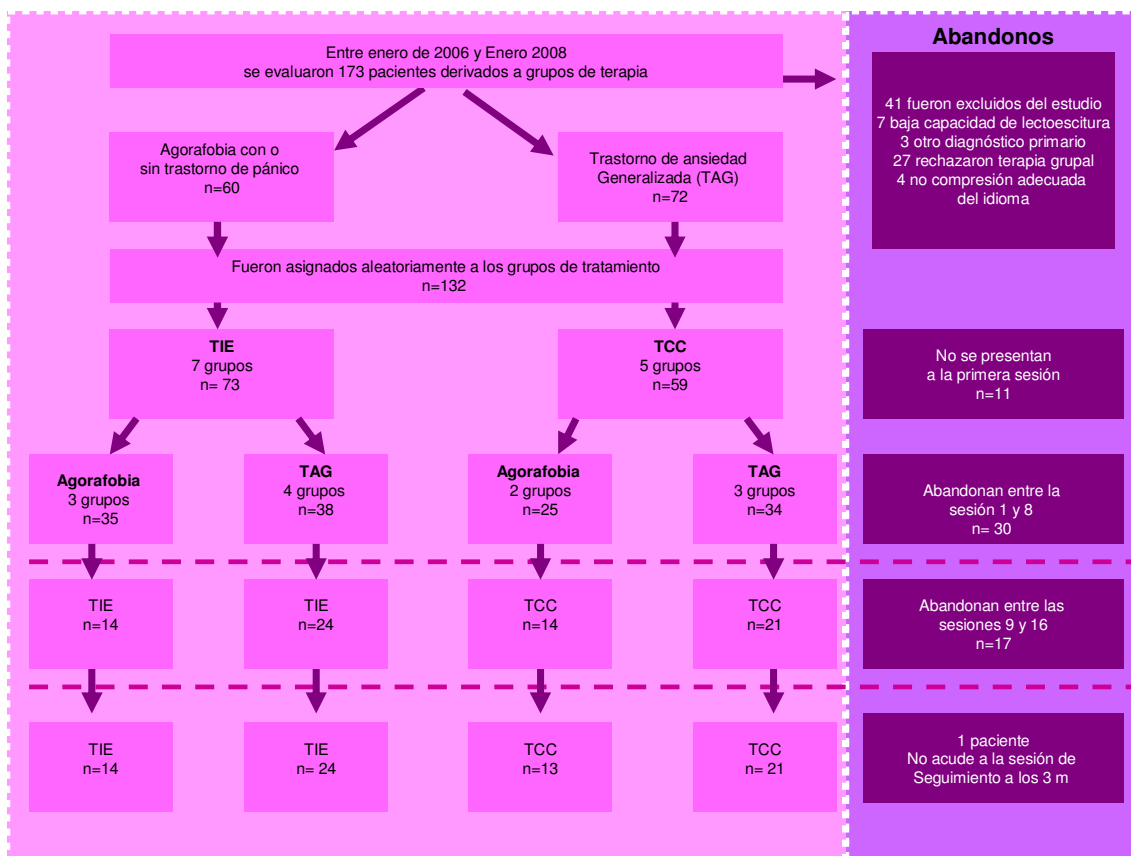 Entre enero de 2006 y Enero 2008
se evaluaron 173 pacientes derivados a grupos de terapia
Agorafobia con o
sin trastorno de pánico
n=60
Trastorno de ansiedad
Generalizada (TAG)
n=72
Fueron asignados aleatoriamente a los grupos de tratamiento
n=132
TIE
7 grupos
n= 73
TCC
5 grupos
n=59
Agorafobia
3 grupos
n=35
TAG
4 grupos
n=38
Agorafobia
2 grupos
n=25
TAG
3 grupos
n=34
TIE
n=14
TIE
n=24
TCC
n=14
TCC
n=21
TIE
n=14
TIE
n= 24
TCC
n=13
TCC
n= 21
Abandonos
41 fueron excluidos del estudio
7 baja capacidad de lectoescitura
3 otro diagnóstico primario
27 rechazaron terapia grupal
4 no compresión adecuada
del idioma
No se presentan
a la primera sesión
n=11
Abandonan entre la
sesión 1 y 8
n= 30
Abandonan entre las
sesiones 9 y 16
n=17
1 paciente
No acude a la sesión de
Seguimiento a los 3 m